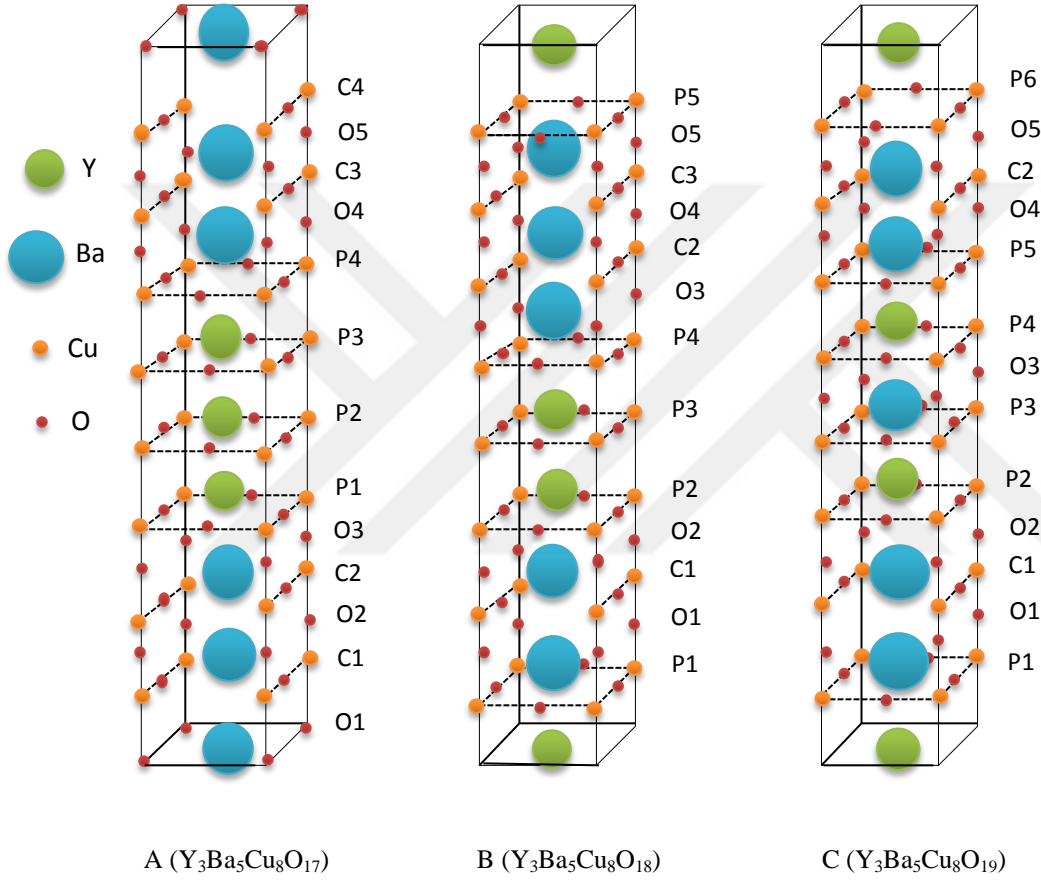 Y
Ba
Cu
O
C4
O5
C3
O4
P4
P3
P2
P1
O3
C2
O2
C1
O1
P5
O5
C3
O4
C2
O3
P4
P3
P2
O2
C1
O1
P1
P6
O5
C2
O4
P5
P4
O3
P3
P2
O2
C1
O1
P1
A (Y₃Ba₅Cu₈O₁₇)
B (Y₃Ba₅Cu₈O₁₈)
C (Y₃Ba₅Cu₈O₁₉)